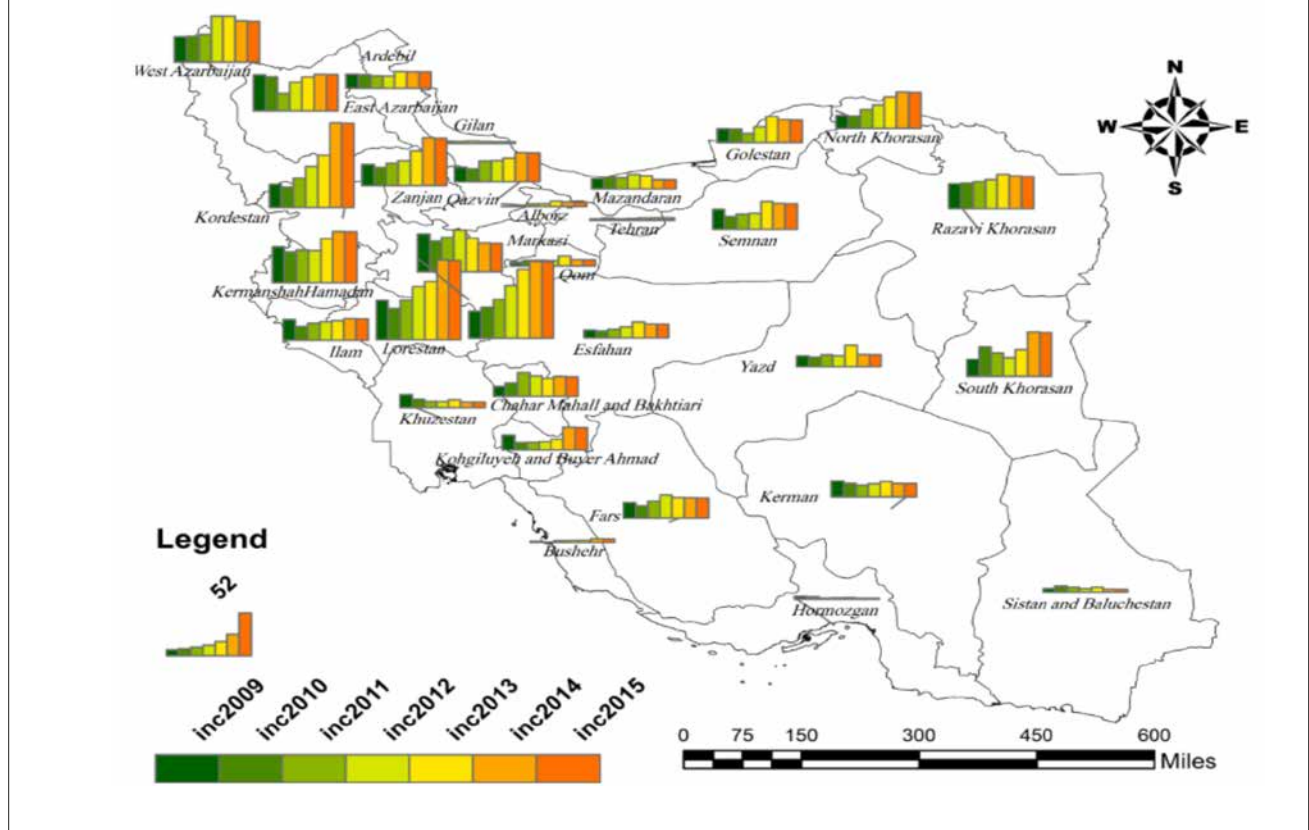 Ardebil
West Azarbaijan
East Azarbaijan
Gilan
N
W
E
S
North Khorasan
Golestan
Zanjan
Qazvin
Mazandaran
Kordestan
Alborz
Tehran
Semnan
Razavi Khorasan
Markazi
Qom
Kermanshah
Hamadan
Ilam
Lorestan
Esfahan
Yazd
South Khorasan
Chahar Mahall and Bakhtiari
Khuzestan
Kohgiluyeh and Buyer Ahmad
Kerman
Fars
Bushehr
Hormozgan
Sistan and Baluchestan
Legend
52
inc2009
inc2010
inc2011
inc2012
inc2013
inc2014
inc2015
0 75 150 300 450 600
Miles